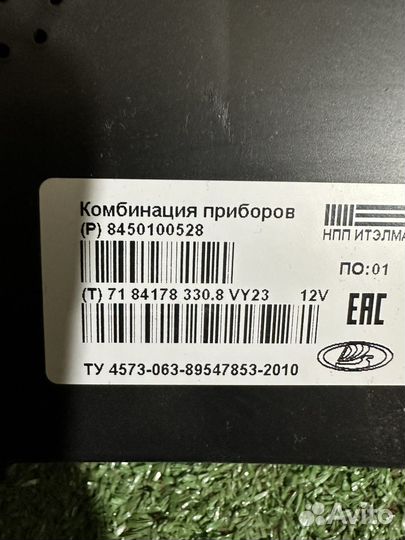 Комбинация приборов
(P) 8450100528
НПП ИТЭЛМА
ПО:01
(T) 71 84178 330.8 VY23 12V
EAC
ТУ 4573-063-89547853-2010
Avito